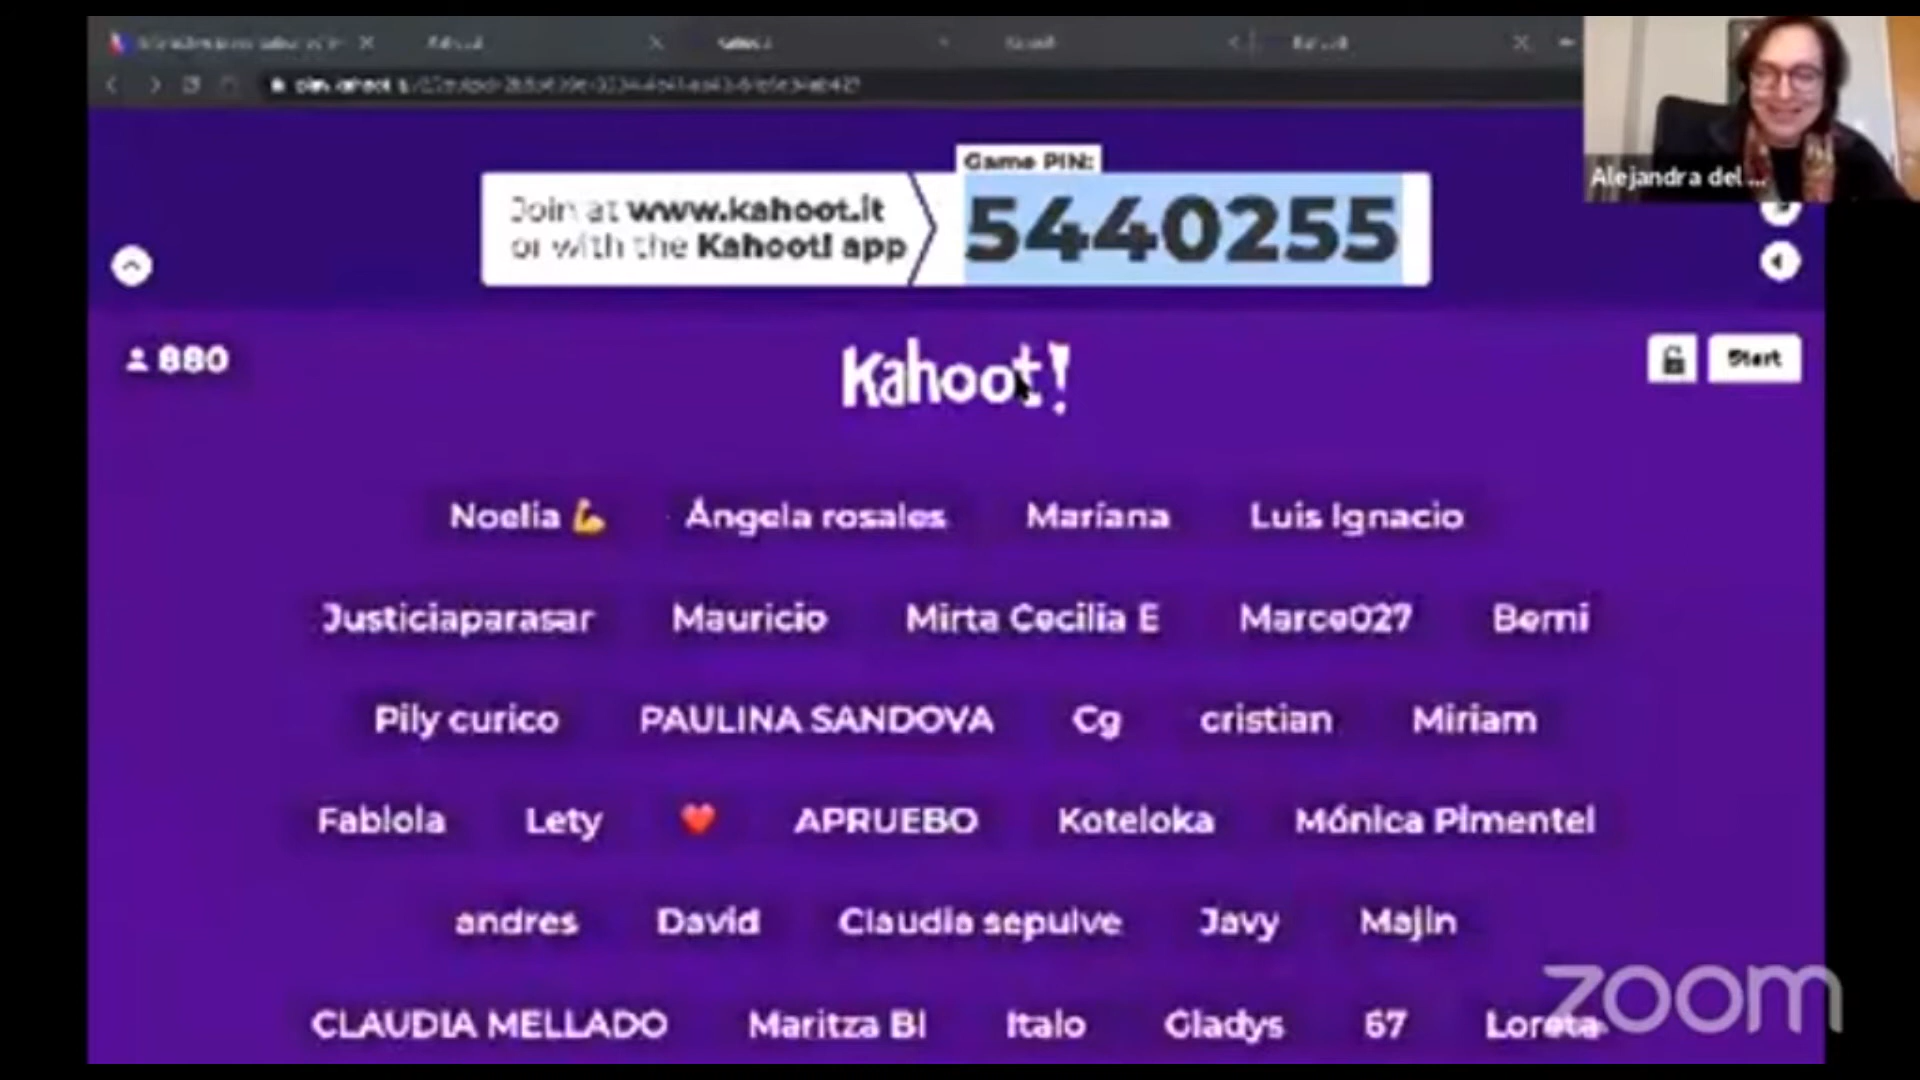 Game PIN:
Join at www.kahoot.it
or with the Kahoot! app
5440255
Alejandra del ...
880
Kahoot!
Start
Noelia 💪 Ángela rosales Maríana Luis Ignacio
Justiciaparasar Mauricio Mirta Cecilia E Marce027 Berni
Pily curico PAULINA SANDOVA Cg cristian Miriam
Fabiola Lety ❤️ APRUEBO Koteloka Mónica Pimentel
andres David Claudia sepulve Javy Majin
CLAUDIA MELLADO Maritza Bl Italo Gladys 67 Loreta
zoom